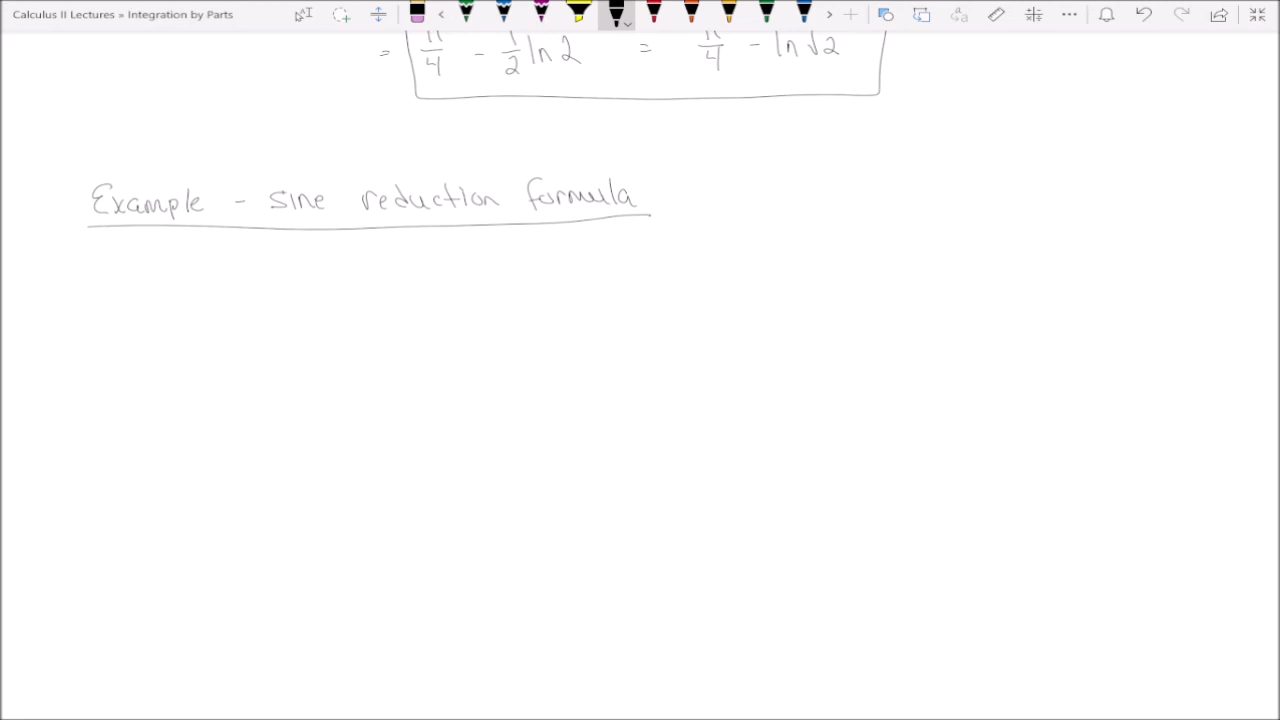 Calculus II Lectures » Integration by Parts
= π/4 - 1/2 ln 2 = π/4 - ln √2
Example - sine reduction formula